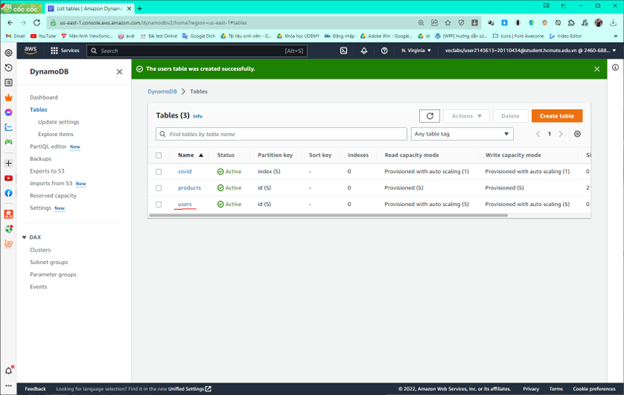 cốc cốc
List tables | Amazon Dynamo
us-east-1.console.aws.amazon.com/dynamodbv2/home?region=us-east-1#tables
Gmail YouTube Màn Hình ViewSonic... avár Bài test Online Google Dịch Tài liệu sinh viên - G... khóa học UDEMY Đăng nhập Adobe Win - Google... AI [WPF] Hướng dẫn sử... Icons | Font Awesome Video Editor
aws Services Search [Alt+S] N. Virginia voclabs/user2143613=20110434@student.hcmute.edu.vn @ 2460-688...
DynamoDB
The users table was created successfully.
Dashboard
Tables
Update settings
Explore items
PartiQL editor New
Backups
Exports to S3
Imports from S3 New
Reserved capacity
Settings New
DAX
Clusters
Subnet groups
Parameter groups
Events
DynamoDB Tables
Tables (3) Info
Actions Delete Create table
Find tables by table name Any table tag 1
Name Status Partition key Sort key Indexes Read capacity mode Write capacity mode
covid Active index (S) - 0 Provisioned with auto scaling (1) Provisioned with auto scaling (1) 0
products Active id (S) - 0 Provisioned (5) Provisioned (5)
users Active id (S) - 0 Provisioned with auto scaling (5) Provisioned with auto scaling (5) 0
Feedback Looking for language selection? Find it in the new Unified Settings © 2022, Amazon Web Services, Inc. or its affiliates. Privacy Terms Cookie preferences